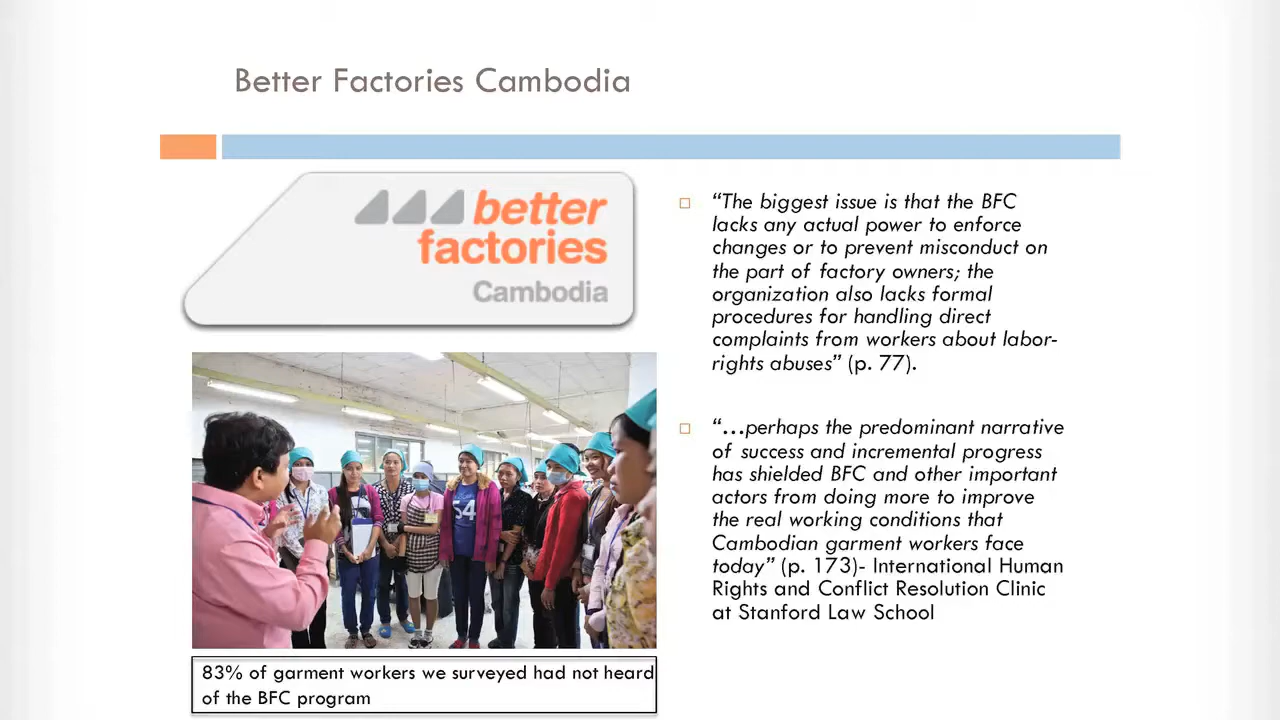 Better Factories Cambodia
better
factories
Cambodia
“The biggest issue is that the BFC
lacks any actual power to enforce
changes or to prevent misconduct on
the part of factory owners; the
organization also lacks formal
procedures for handling direct
complaints from workers about labor-
rights abuses” (p. 77).
“…perhaps the predominant narrative
of success and incremental progress
has shielded BFC and other important
actors from doing more to improve
the real working conditions that
Cambodian garment workers face
today” (p. 173)- International Human
Rights and Conflict Resolution Clinic
at Stanford Law School
54
83% of garment workers we surveyed had not heard
of the BFC program